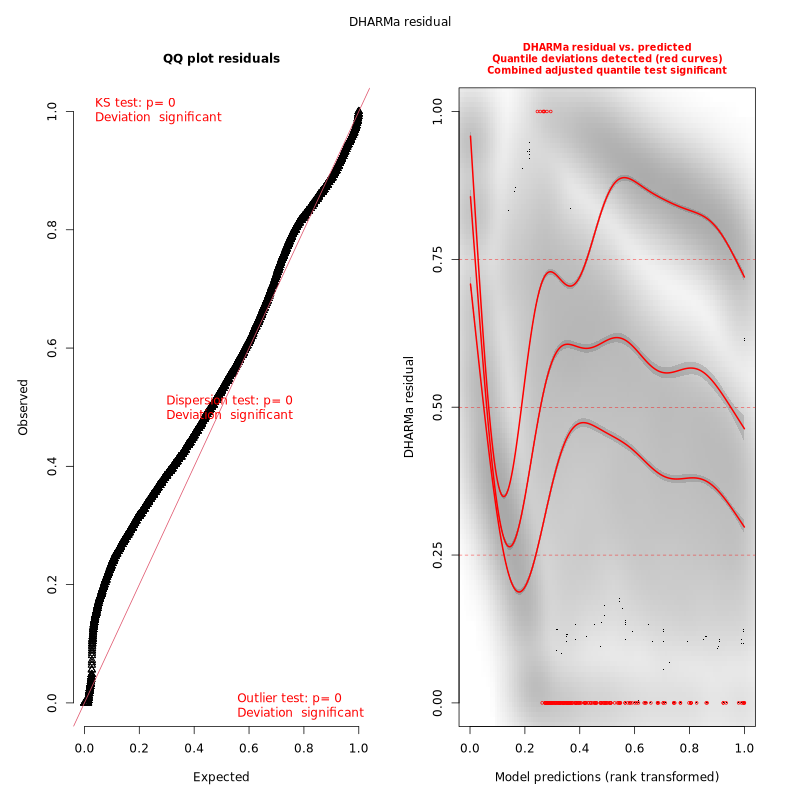 DHARMa residual
QQ plot residuals
KS test: p= 0
Deviation  significant
Dispersion test: p= 0
Deviation  significant
Outlier test: p= 0
Deviation  significant
Observed
0.0
0.2
0.4
0.6
0.8
1.0
0.0
0.2
0.4
0.6
0.8
1.0
Expected
DHARMa residual vs. predicted
Quantile deviations detected (red curves)
Combined adjusted quantile test significant
DHARMa residual
0.00
0.25
0.50
0.75
1.00
0.0
0.2
0.4
0.6
0.8
1.0
Model predictions (rank transformed)